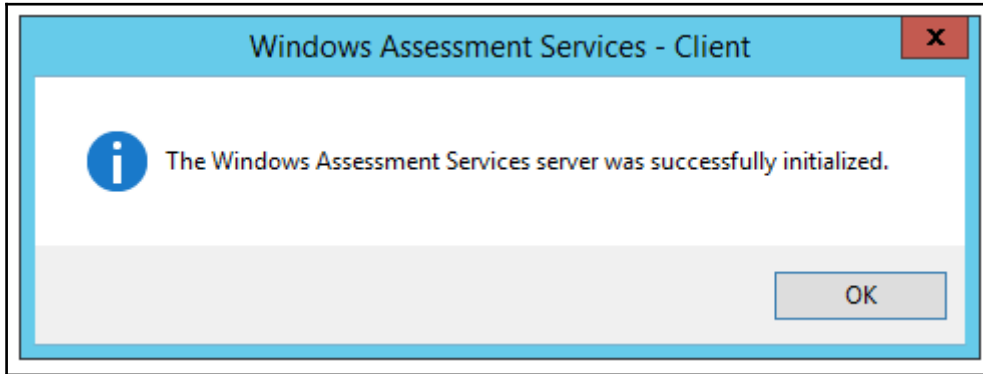 Windows Assessment Services - Client
x
The Windows Assessment Services server was successfully initialized.
OK